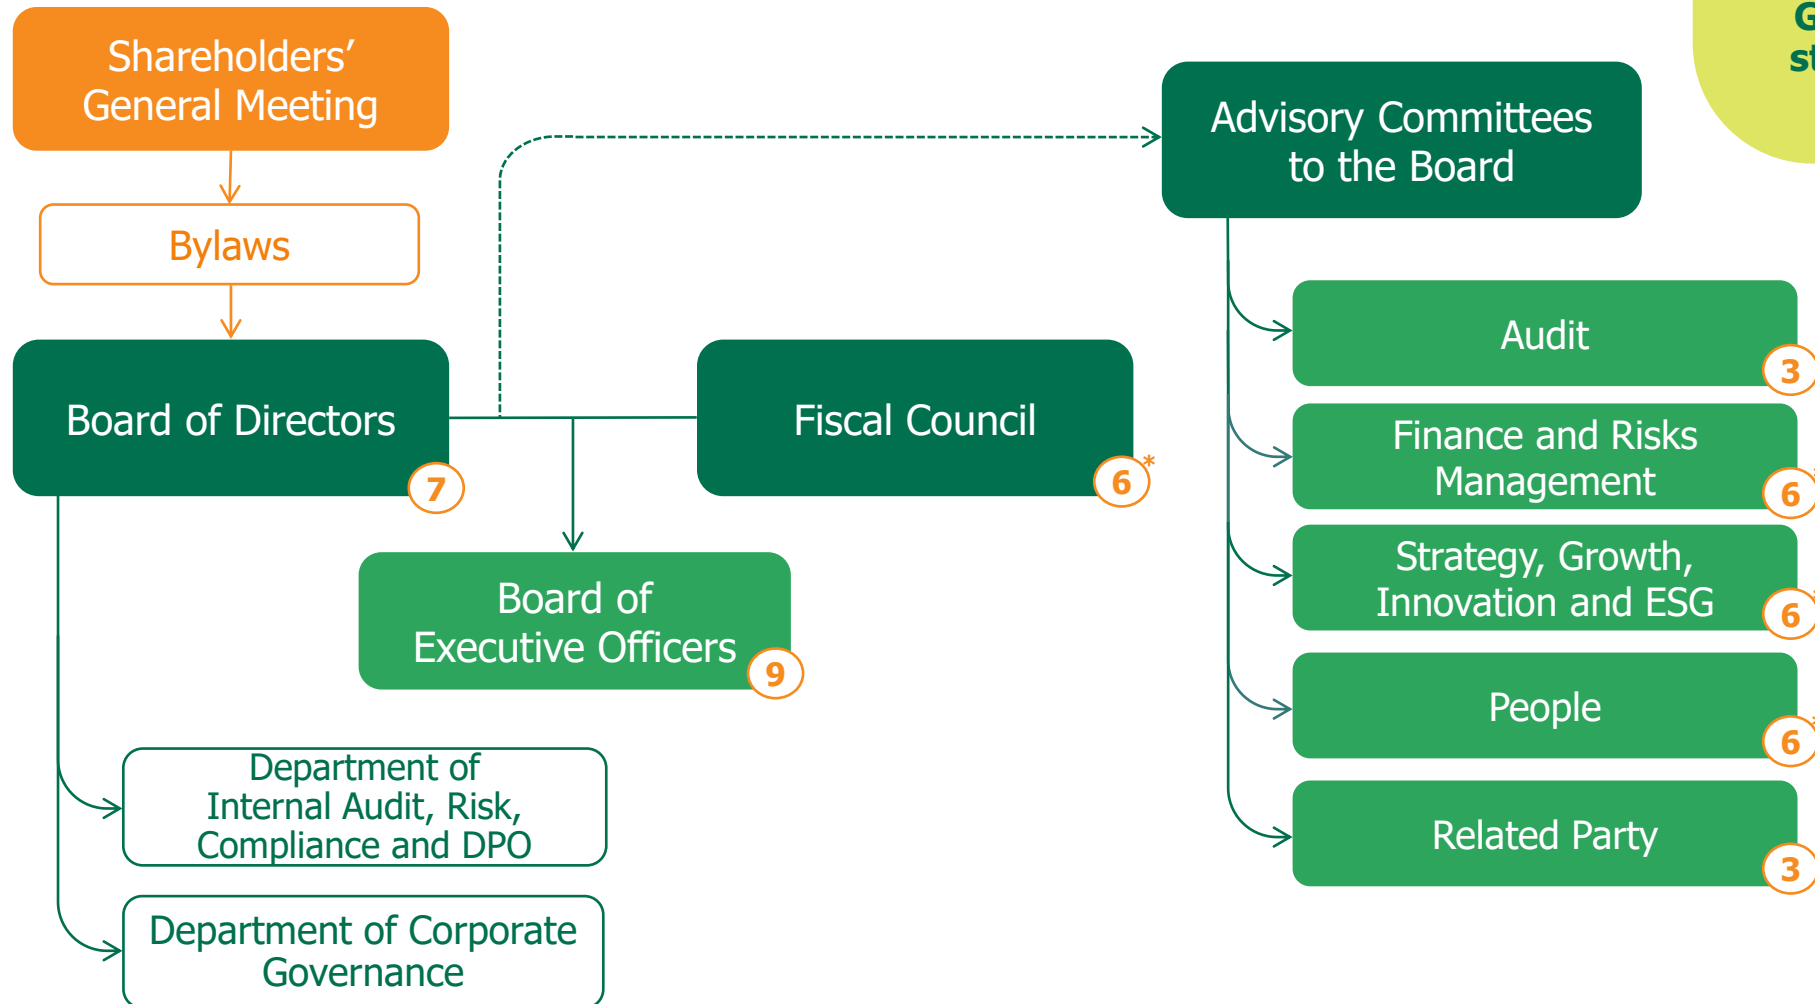 Shareholders'
General Meeting
Bylaws
Board of Directors
7
Fiscal Council
6*
Board of
Executive Officers
9
Department of
Internal Audit, Risk,
Compliance and DPO
Department of Corporate
Governance
Advisory Committees
to the Board
Audit
3
Finance and Risks
Management
6
Strategy, Growth,
Innovation and ESG
6
People
6
Related Party
3